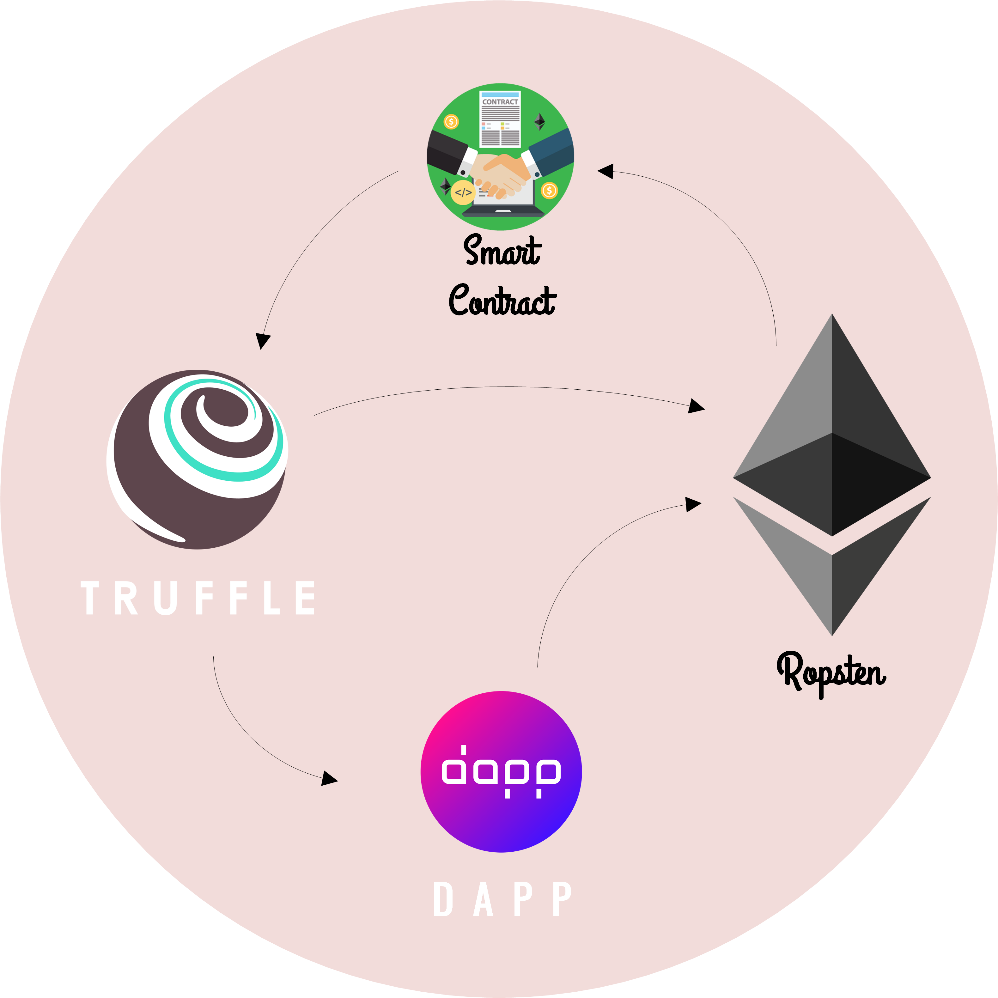 CONTRACT
</>
Smart
Contract
TRUFFLE
Ropsten
dapp
DAPP